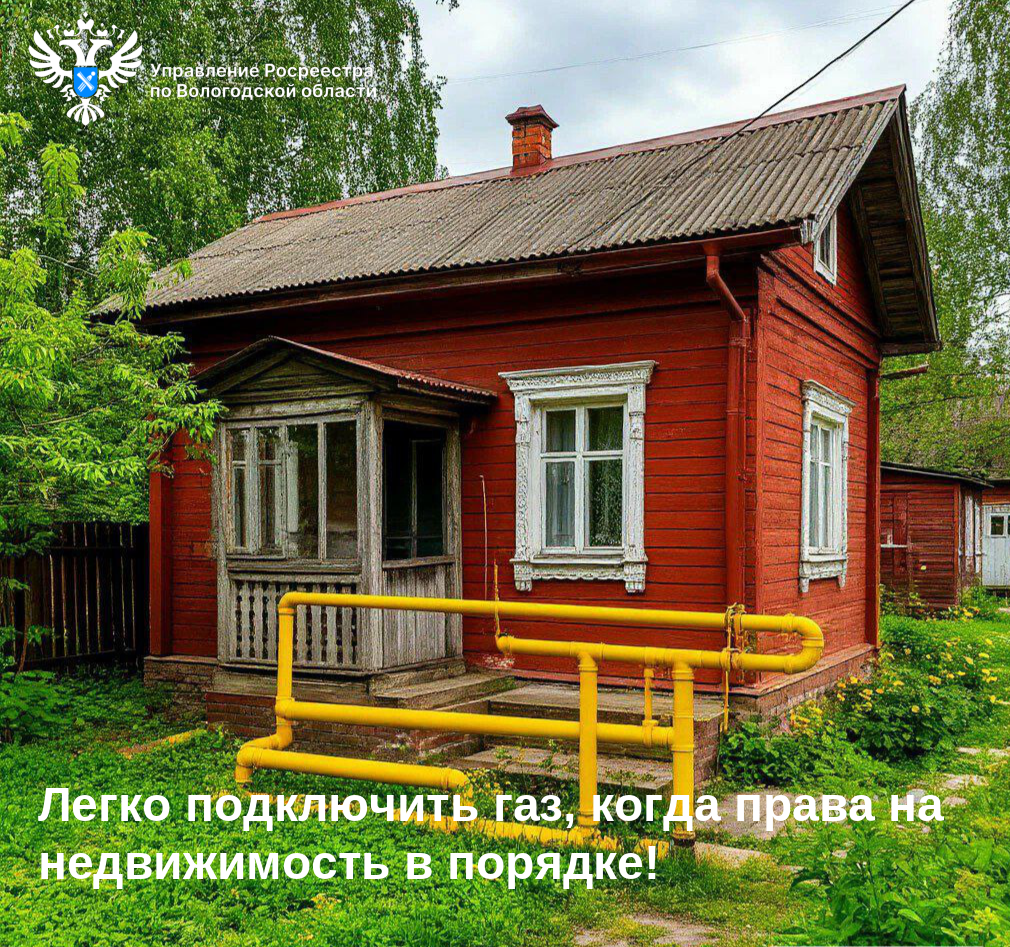 Управление Росреестра
по Вологодской области
Легко подключить газ, когда права на
недвижимость в порядке!